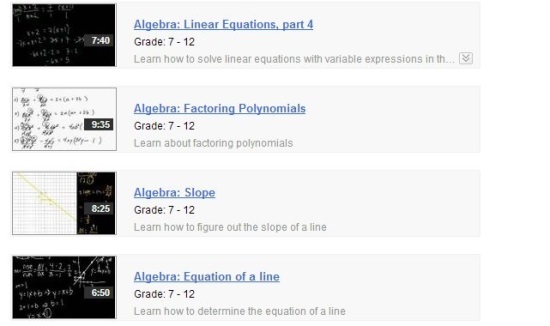 7:40
Algebra: Linear Equations, part 4
Grade: 7 - 12
Learn how to solve linear equations with variable expressions in th...
9:35
Algebra: Factoring Polynomials
Grade: 7 - 12
Learn about factoring polynomials
8:25
Algebra: Slope
Grade: 7 - 12
Learn how to figure out the slope of a line
6:50
Algebra: Equation of a line
Grade: 7 - 12
Learn how to determine the equation of a line